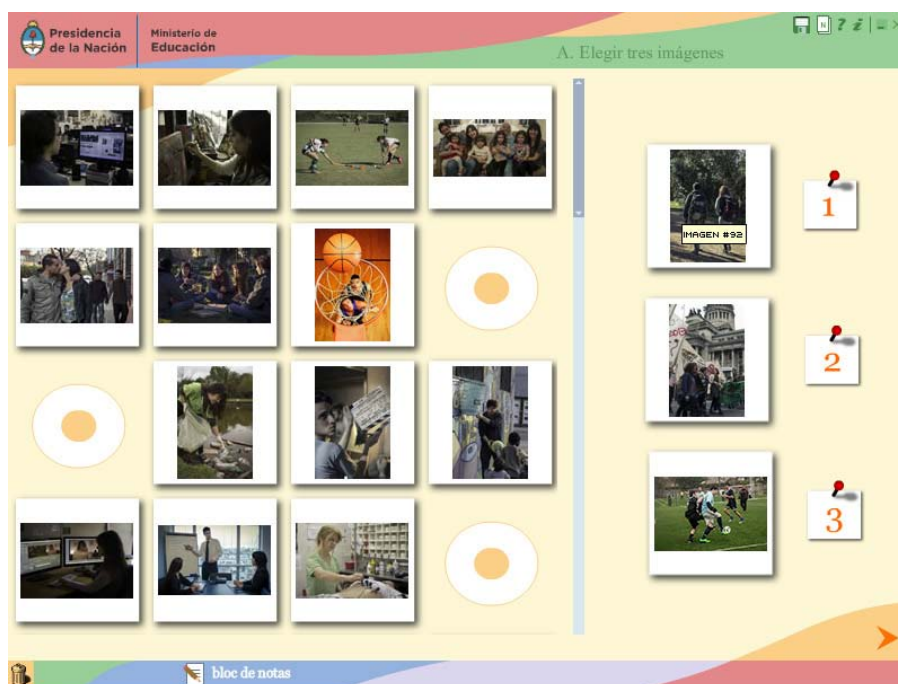 Presidencia
de la Nación
Ministerio de
Educación
A. Elegir tres imágenes
N
?
i
1
IMAGEN #92
2
3
bloc de notas